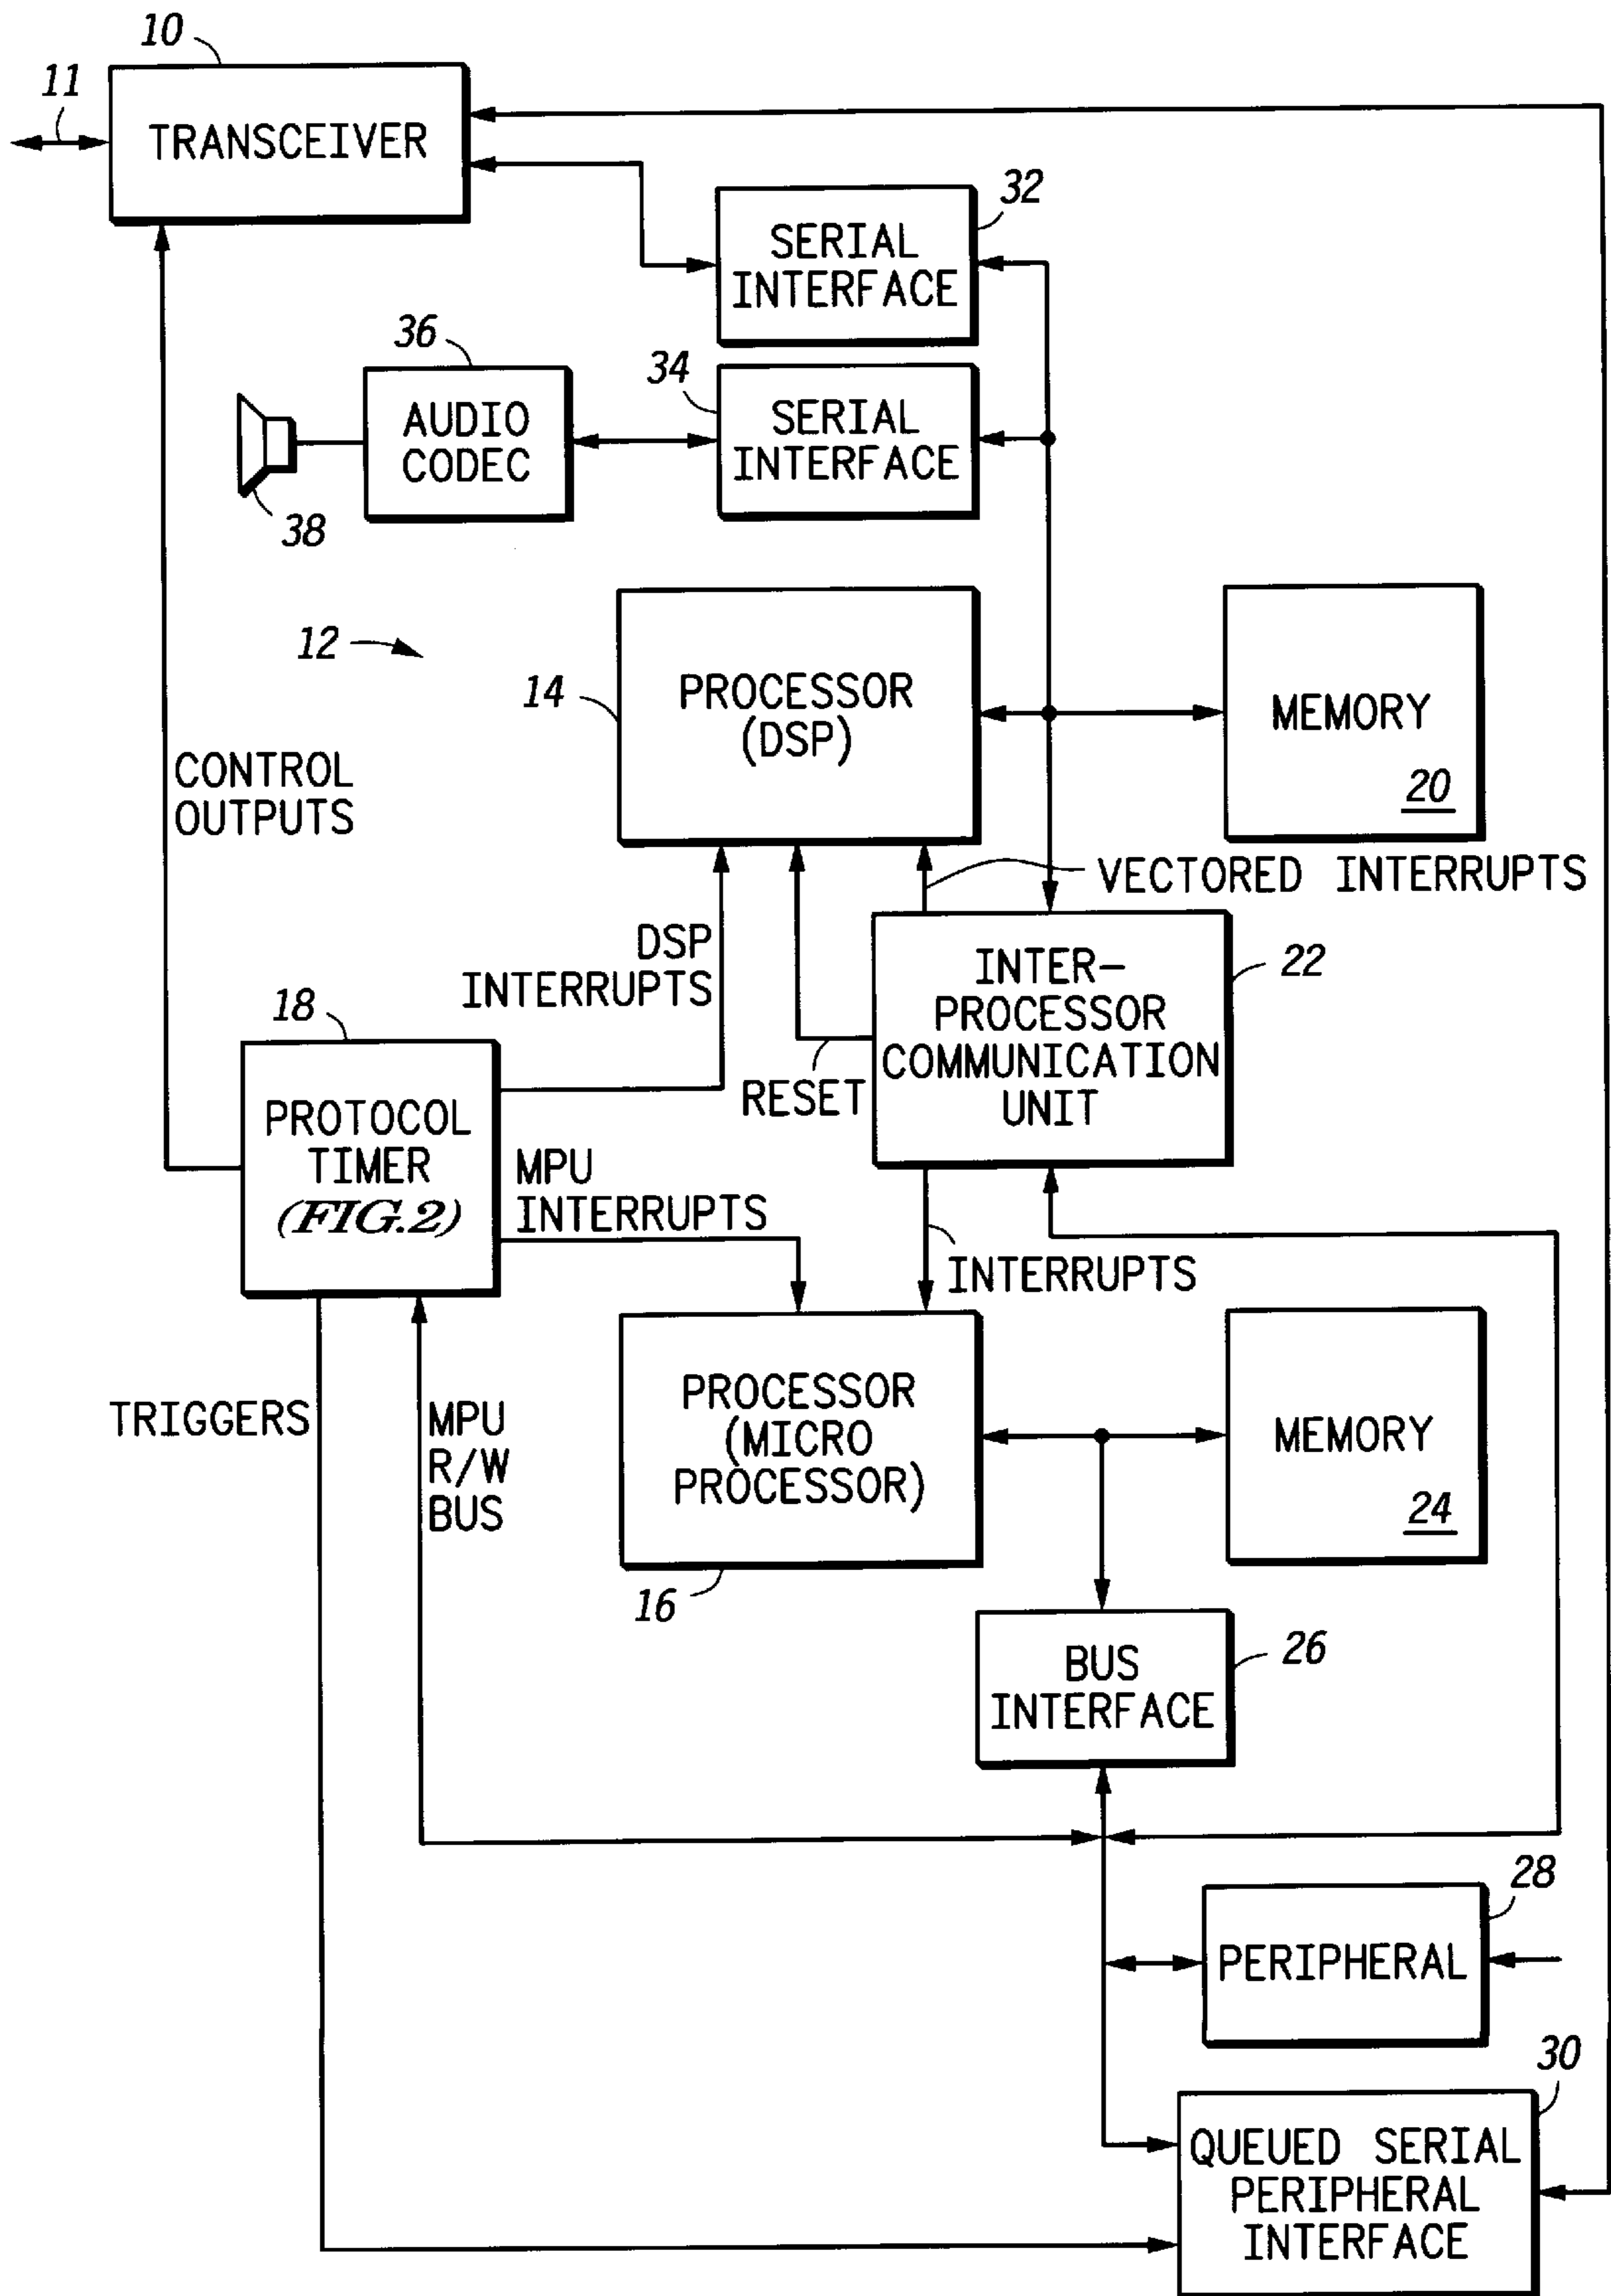 10
11
TRANSCEIVER
32
SERIAL
INTERFACE
36
34
AUDIO
CODEC
SERIAL
INTERFACE
38
12
14
PROCESSOR
(DSP)
MEMORY
20
CONTROL
OUTPUTS
VECTORED INTERRUPTS
DSP
INTERRUPTS
INTER-
PROCESSOR
COMMUNICATION
UNIT
22
18
RESET
PROTOCOL
TIMER
(FIG.2)
MPU
INTERRUPTS
INTERRUPTS
TRIGGERS
MPU
R/W
BUS
PROCESSOR
(MICRO
PROCESSOR)
MEMORY
24
16
BUS
INTERFACE
26
28
PERIPHERAL
30
QUEUED SERIAL
PERIPHERAL
INTERFACE